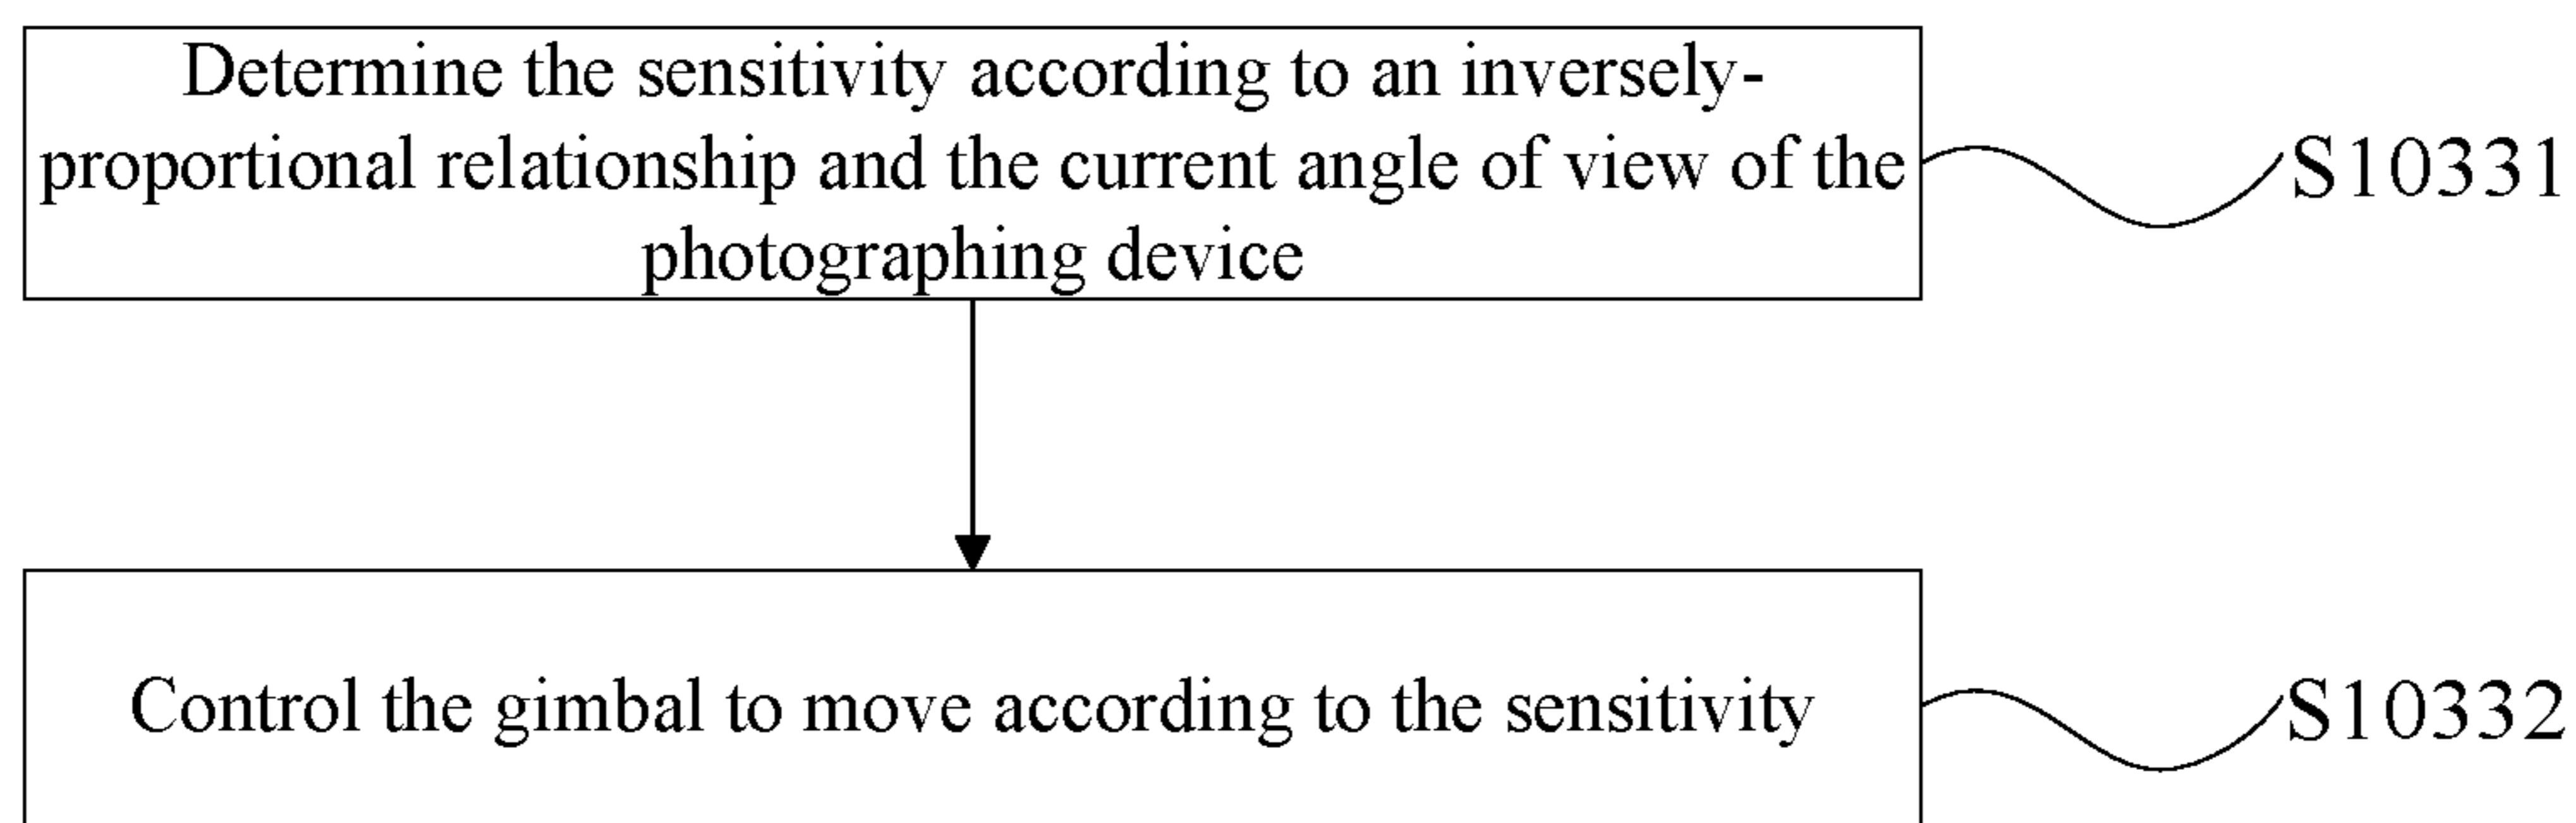 Determine the sensitivity according to an inversely-
proportional relationship and the current angle of view of the
photographing device
S10331
Control the gimbal to move according to the sensitivity
S10332